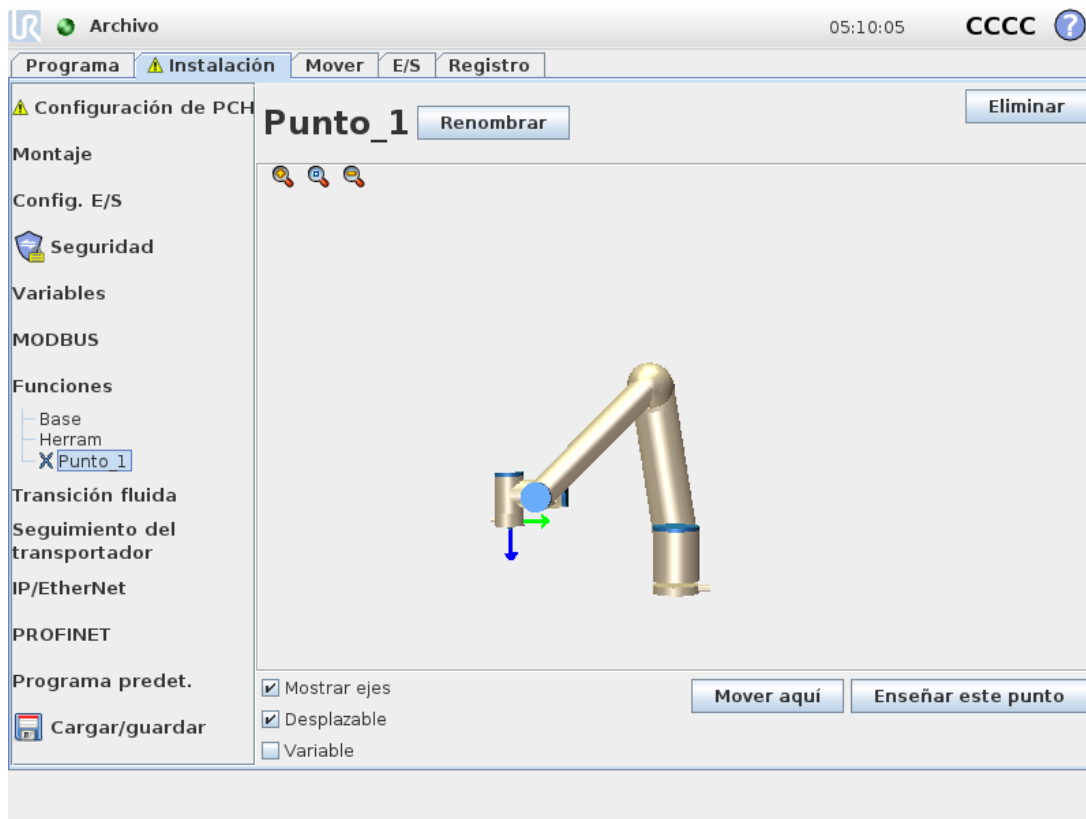 UR Archivo 05:10:05 CCCC ?
Programa Instalación Mover E/S Registro
Configuración de PCH
Punto_1 Renombrar Eliminar
Montaje
Config. E/S
Seguridad
Variables
MODBUS
Funciones
Base
Herram
Punto_1
Transición fluida
Seguimiento del
transportador
IP/EtherNet
PROFINET
Programa predet.
Cargar/guardar
Mostrar ejes
Desplazable
Variable
Mover aquí Enseñar este punto